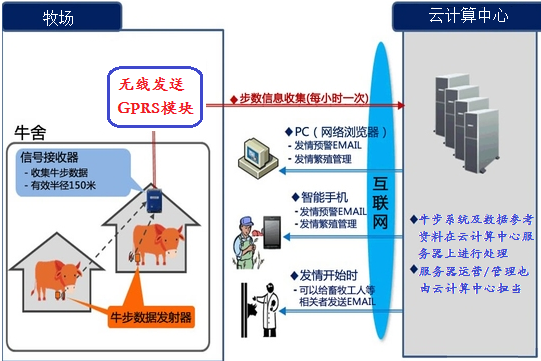 牧场
云计算中心
无线发送
GPRS模块
步数信息收集(每小时一次)
牛舍
信号接收器
- 收集牛步数据
- 有效半径150米
牛步数据发射器
◆PC（网络浏览器）
- 发情预警EMAIL
- 发情繁殖管理
◆智能手机
- 发情预警EMAIL
- 发情繁殖管理
◆发情开始时
- 可以给畜牧工人等
相关者发送EMAIL
互联网
◆牛步系统及数据参考
资料在云计算中心服
务器上进行处理
◆服务器运营/管理也
由云计算中心担当